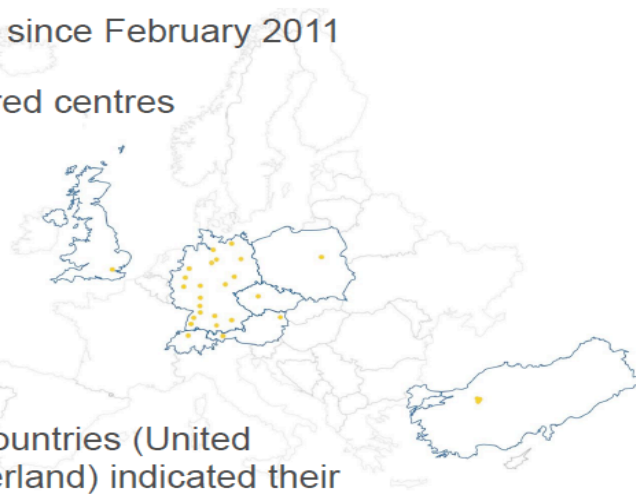 since February 2011
red centres
ountries (United
erland) indicated their